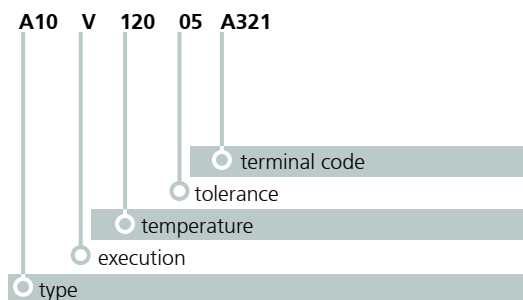 A10 V 120 05 A321
terminal code
tolerance
temperature
execution
type